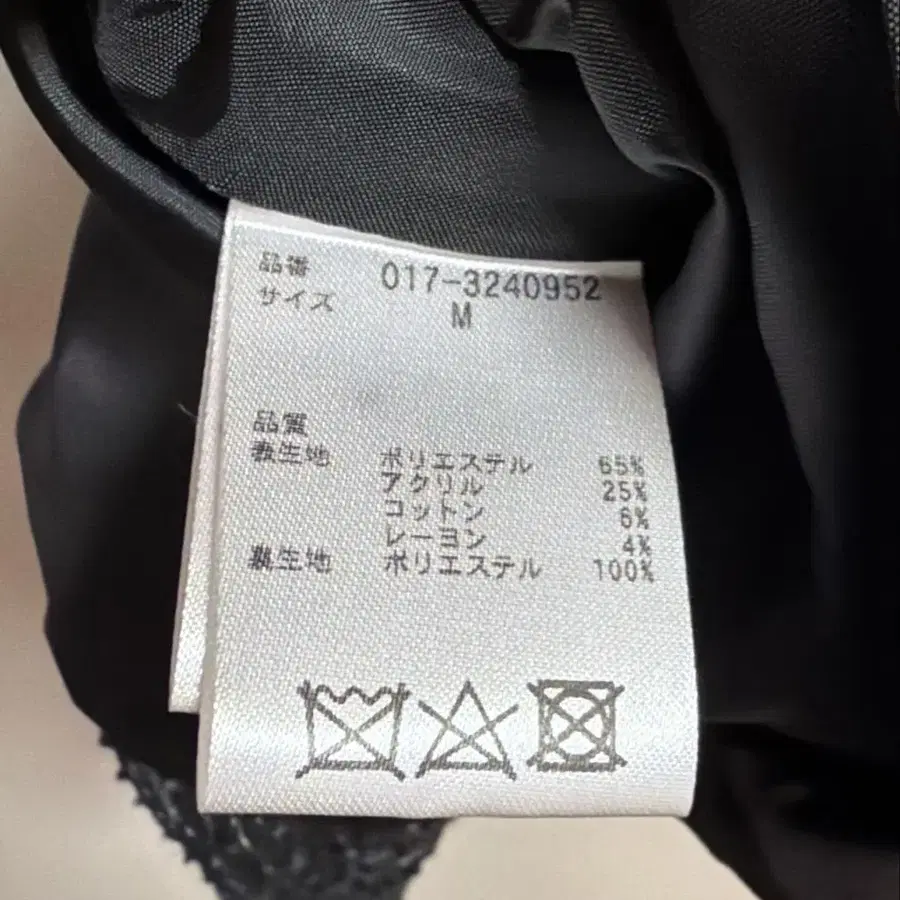 品番 017-3240952
サイズ M
品質
表生地 ポリエステル 65%
アクリル 25%
コットン 6%
レーヨン 4%
裏生地 ポリエステル 100%